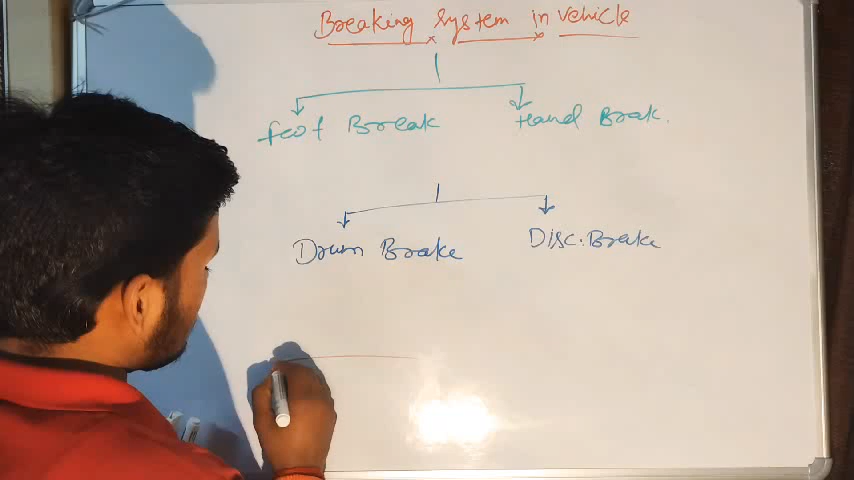 Breaking System in vehicle
foot Break Hand Brak.
Drum Brake Disc. Brake